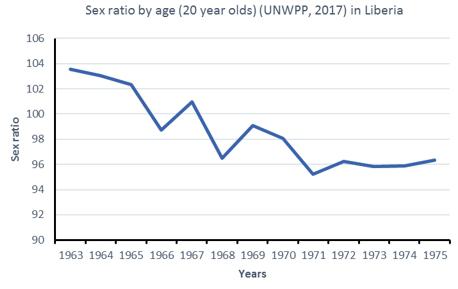 Sex ratio by age (20 year olds) (UNWPP, 2017) in Liberia
106
104
102
100
98
96
94
92
90
Sex ratio
1963 1964 1965 1966 1967 1968 1969 1970 1971 1972 1973 1974 1975
Years